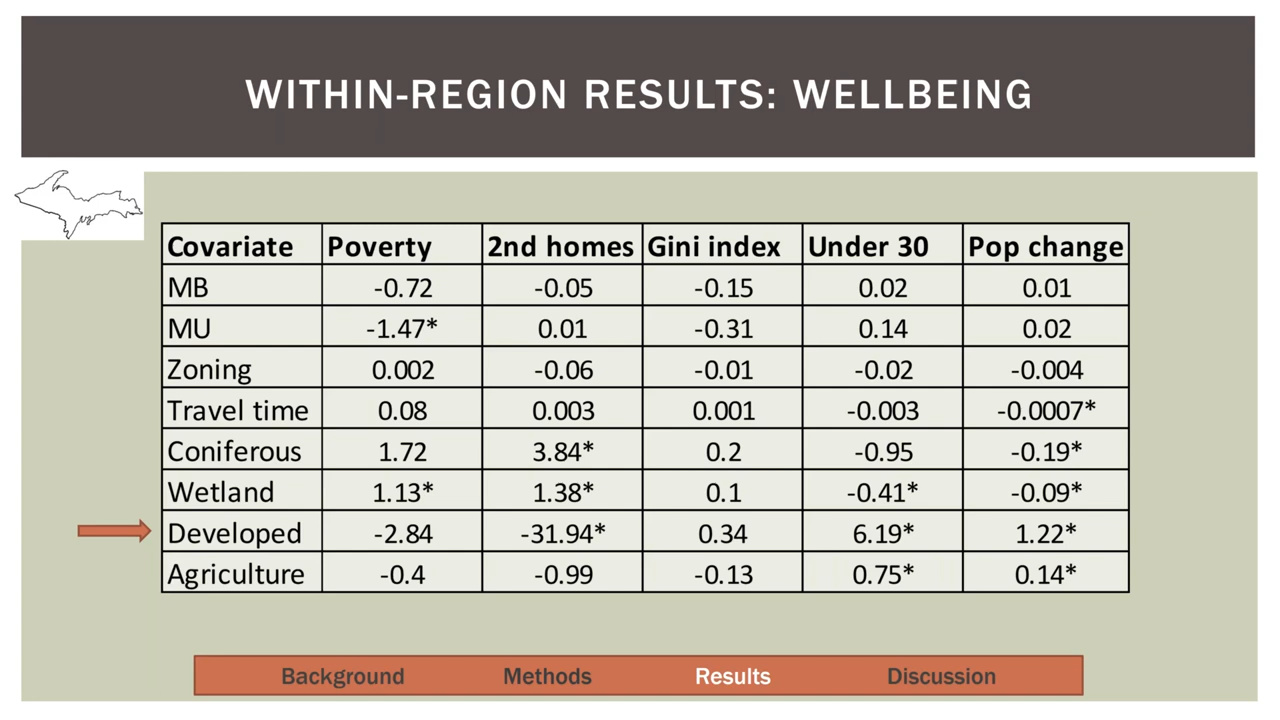 WITHIN-REGION RESULTS: WELLBEING
Covariate Poverty 2nd homes Gini index Under 30 Pop change
MB -0.72 -0.05 -0.15 0.02 0.01
MU -1.47* 0.01 -0.31 0.14 0.02
Zoning 0.002 -0.06 -0.01 -0.02 -0.004
Travel time 0.08 0.003 0.001 -0.003 -0.0007*
Coniferous 1.72 3.84* 0.2 -0.95 -0.19*
Wetland 1.13* 1.38* 0.1 -0.41* -0.09*
Developed -2.84 -31.94* 0.34 6.19* 1.22*
Agriculture -0.4 -0.99 -0.13 0.75* 0.14*
Background Methods Results Discussion